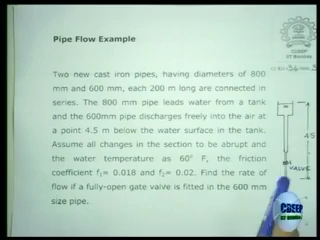 Pipe Flow Example
CDEEP
IIT Bombay
Two new cast iron pipes, having diameters of 800
mm and 600 mm, each 200 m long are connected in
series. The 800 mm pipe leads water from a tank
and the 600mm pipe discharges freely into the air at
a point 4.5 m below the water surface in the tank.
Assume all changes in the section to be abrupt and
the water temperature as 60° F, the friction
coefficient f₁= 0.018 and f₂= 0.02. Find the rate of
flow if a fully-open gate valve is fitted in the 600 mm
size pipe.
4.5
VALVE
CDEEP
IIT Bombay